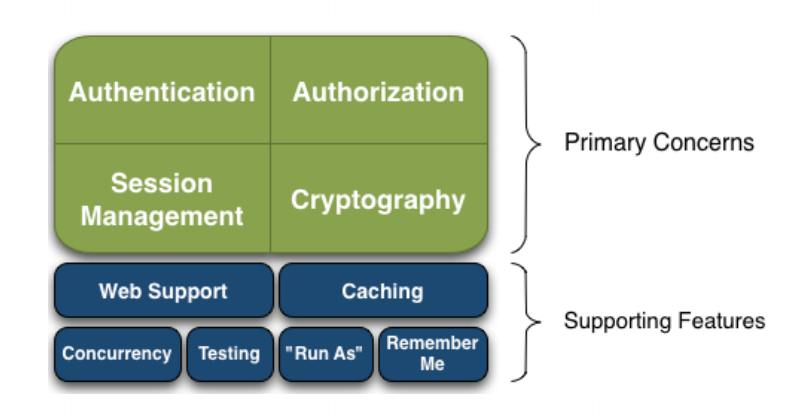 Authentication
Authorization
Session
Management
Cryptography
Primary Concerns
Web Support
Caching
Concurrency
Testing
"Run As"
Remember
Me
Supporting Features